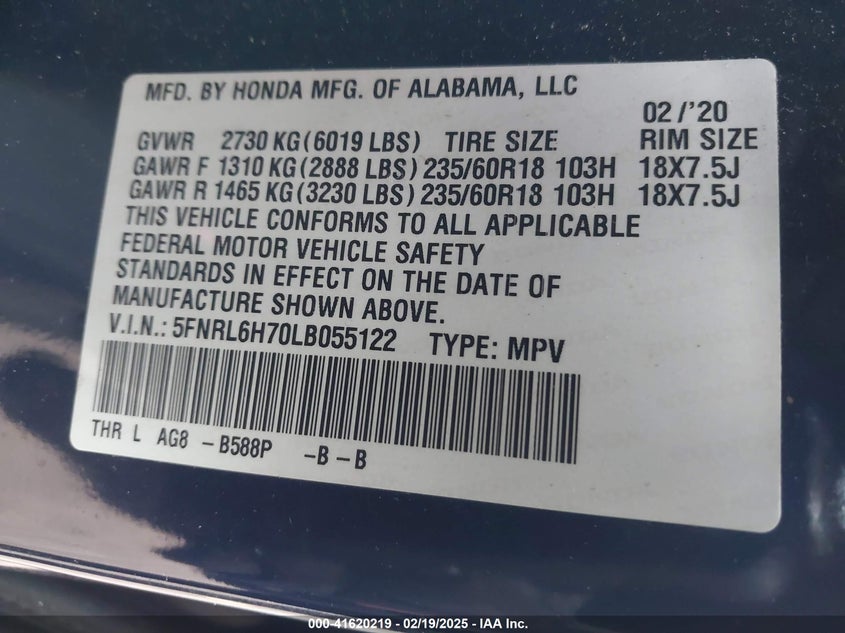 MFD. BY HONDA MFG. OF ALABAMA, LLC
02 / '20
GVWR 2730 KG (6019 LBS) TIRE SIZE RIM SIZE
GAWR F 1310 KG (2888 LBS) 235/60R18 103H 18X7.5J
GAWR R 1465 KG (3230 LBS) 235/60R18 103H 18X7.5J
THIS VEHICLE CONFORMS TO ALL APPLICABLE
FEDERAL MOTOR VEHICLE SAFETY
STANDARDS IN EFFECT ON THE DATE OF
MANUFACTURE SHOWN ABOVE.
V.I.N.: 5FNRL6H70LB055122 TYPE: MPV
THR L AG8 -B588P -B-B
000-41620219 - 02/19/2025 - IAA Inc.